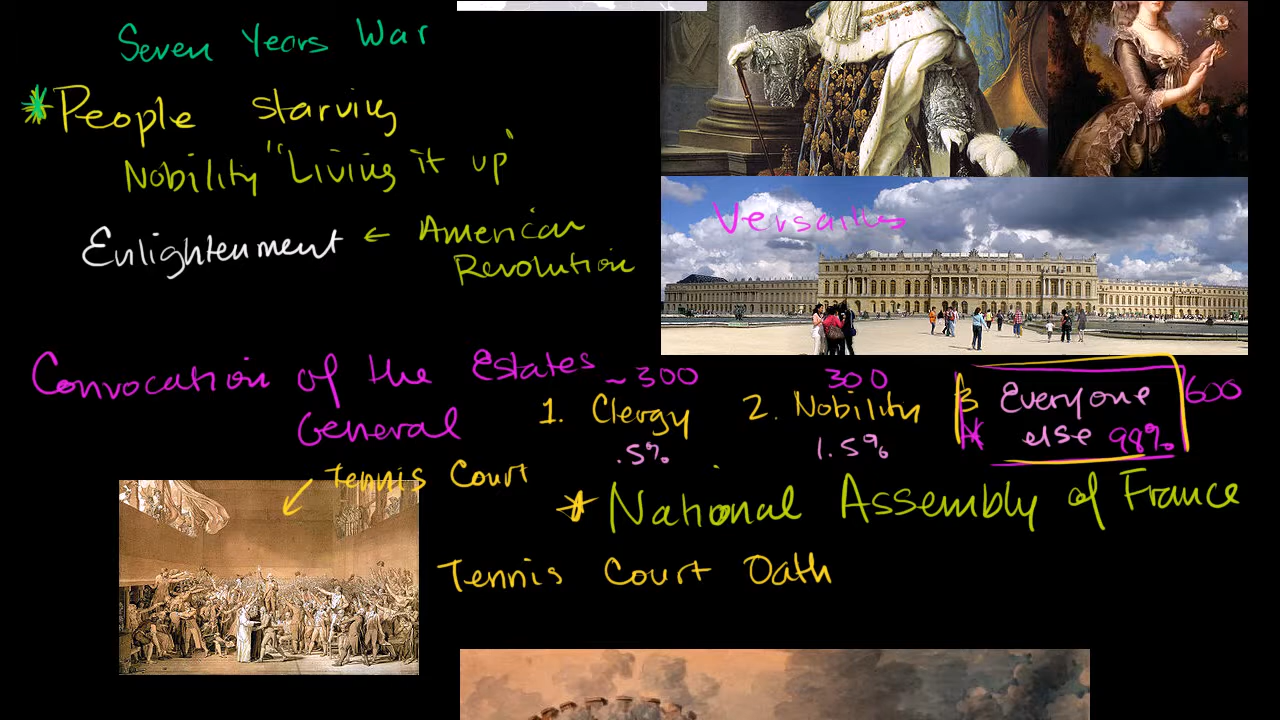 Seven Years War
*People starving
Nobility "Living it up"
Enlightenment ← American
Revolution
Versailles
Convocation of the Estates
General
~300
1. Clergy
.5%
300
2. Nobility
1.5%
3 Everyone
else 98%
600
Tennis Court
* National Assembly of France
Tennis Court Oath